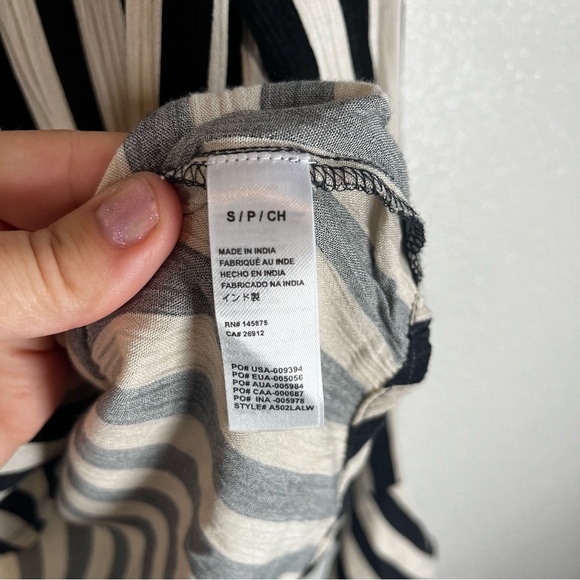 S / P / CH
MADE IN INDIA
FABRIQUÉ AU INDE
HECHO EN INDIA
FABRICADO NA INDIA
インド製
RN# 145875
CA# 26912
PO# USA-009394
PO# EUA-005056
PO# AUA-005984
PO# CAA-000687
PO# INA -005978
STYLE# A502LALW